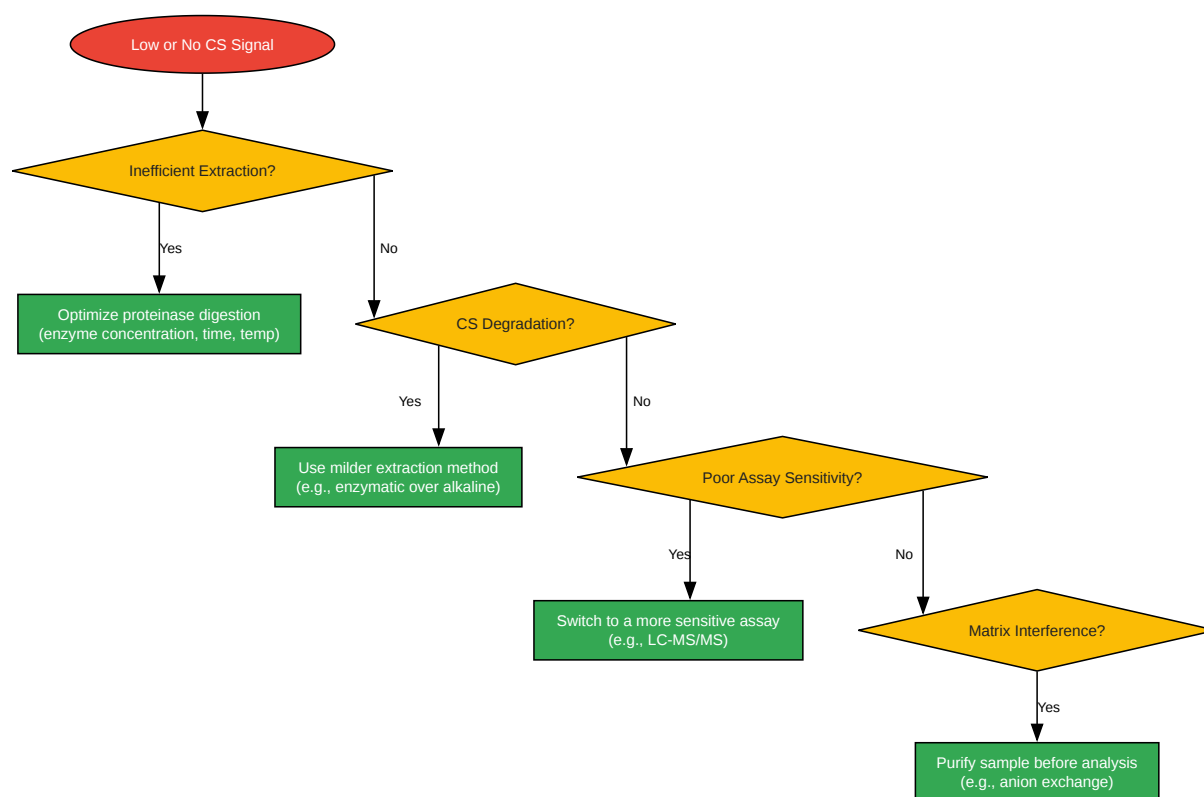 Low or No CS Signal
Inefficient Extraction?
Yes
No
Optimize proteinase digestion
(enzyme concentration, time, temp)
CS Degradation?
Yes
No
Use milder extraction method
(e.g., enzymatic over alkaline)
Poor Assay Sensitivity?
Yes
No
Switch to a more sensitive assay
(e.g., LC-MS/MS)
Matrix Interference?
Yes
Purify sample before analysis
(e.g., anion exchange)